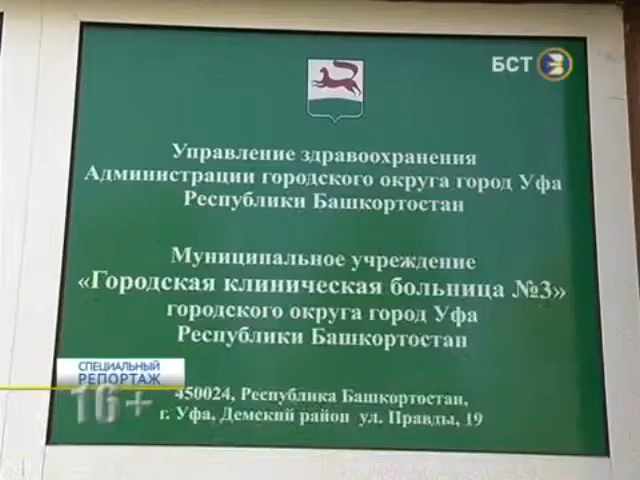 БСТ
Управление здравоохранения
Администрации городского округа город Уфа
Республики Башкортостан
Муниципальное учреждение
«Городская клиническая больница №3»
городского округа город Уфа
Республики Башкортостан
СПЕЦИАЛЬНЫЙ
РЕПОРТАЖ
16+
450024, Республика Башкортостан,
г. Уфа, Демский район ул. Правды, 19